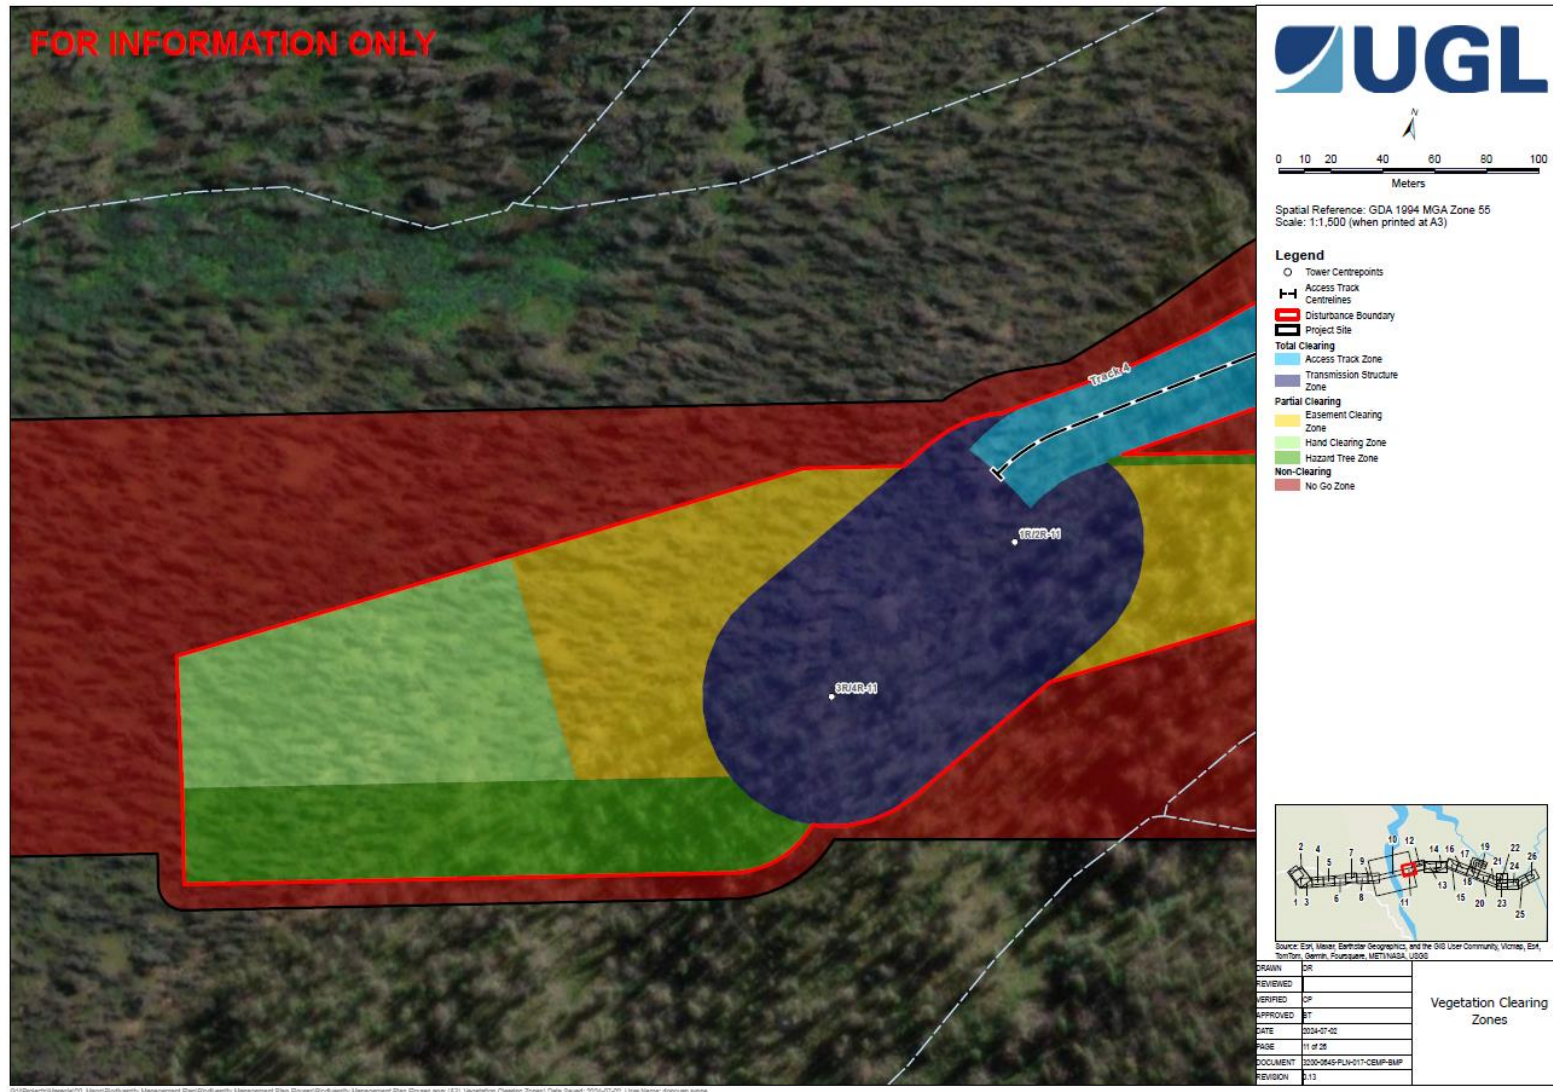 FOR INFORMATION ONLY
UGL
N
0 10 20 40 60 80 100
Meters
Spatial Reference: GDA 1994 MGA Zone 55
Scale: 1:1,500 (when printed at A3)
Legend
Tower Centrepoints
Access Track
Centrelines
Disturbance Boundary
Project Site
Total Clearing
Access Track Zone
Transmission Structure
Zone
Partial Clearing
Easement Clearing
Zone
Hand Clearing Zone
Hazard Tree Zone
Non-Clearing
No Go Zone
Track 4
1R/2R-11
3R/4R-11
10 12 22
2 4 7 9 14 16 17 19 21 24 26
5
13
18
1 3 6 8 11 15 20 23 25
Source: Esri, Maxar, Earthstar Geographics, and the GIS User Community, Vicmap, Esri,
TomTom, Garmin, Foursquare, METI/NASA, USGS
DRAWN DR
REVIEWED
VERIFIED CP
APPROVED BT
DATE 2024-07-02
PAGE 11 of 26
DOCUMENT 3200-0645-PLN-017-CEMP-BMP
REVISION 0.13
Vegetation Clearing
Zones